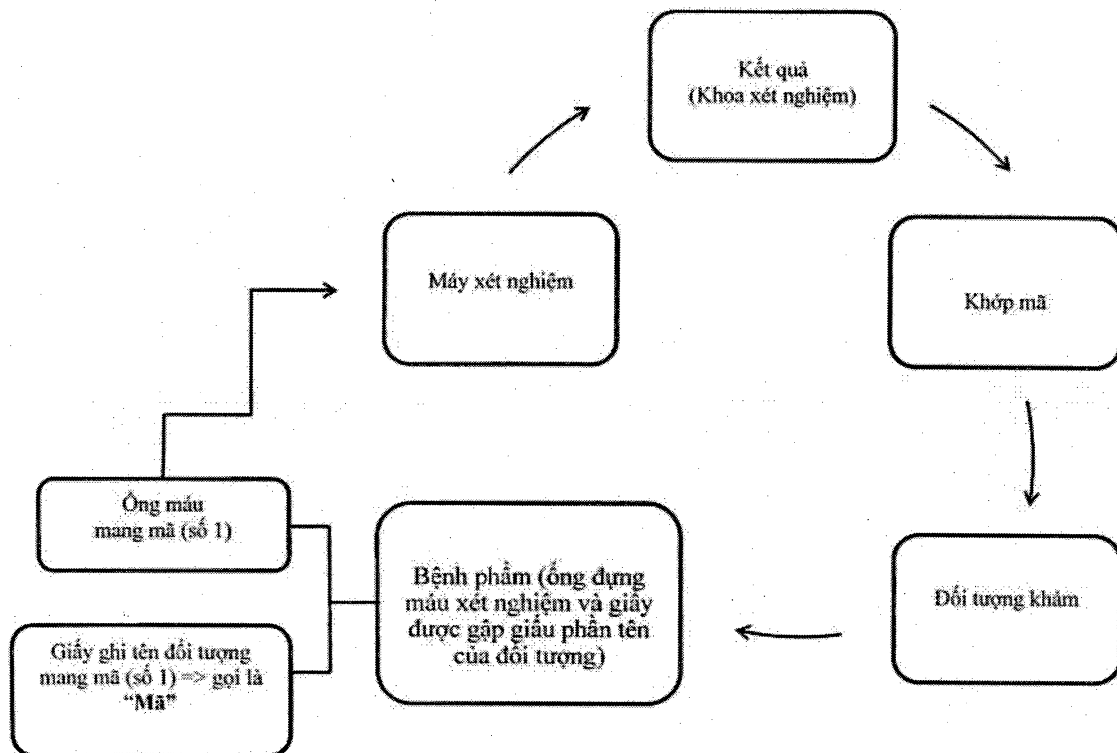 Kết quả
(Khoa xét nghiệm)
Máy xét nghiệm
Khớp mã
Ống máu
mang mã (số 1)
Bệnh phẩm (ống đựng
máu xét nghiệm và giấy
được gập giấu phần tên
của đối tượng)
Đối tượng khám
Giấy ghi tên đối tượng
mang mã (số 1) => gọi là
“Mã”